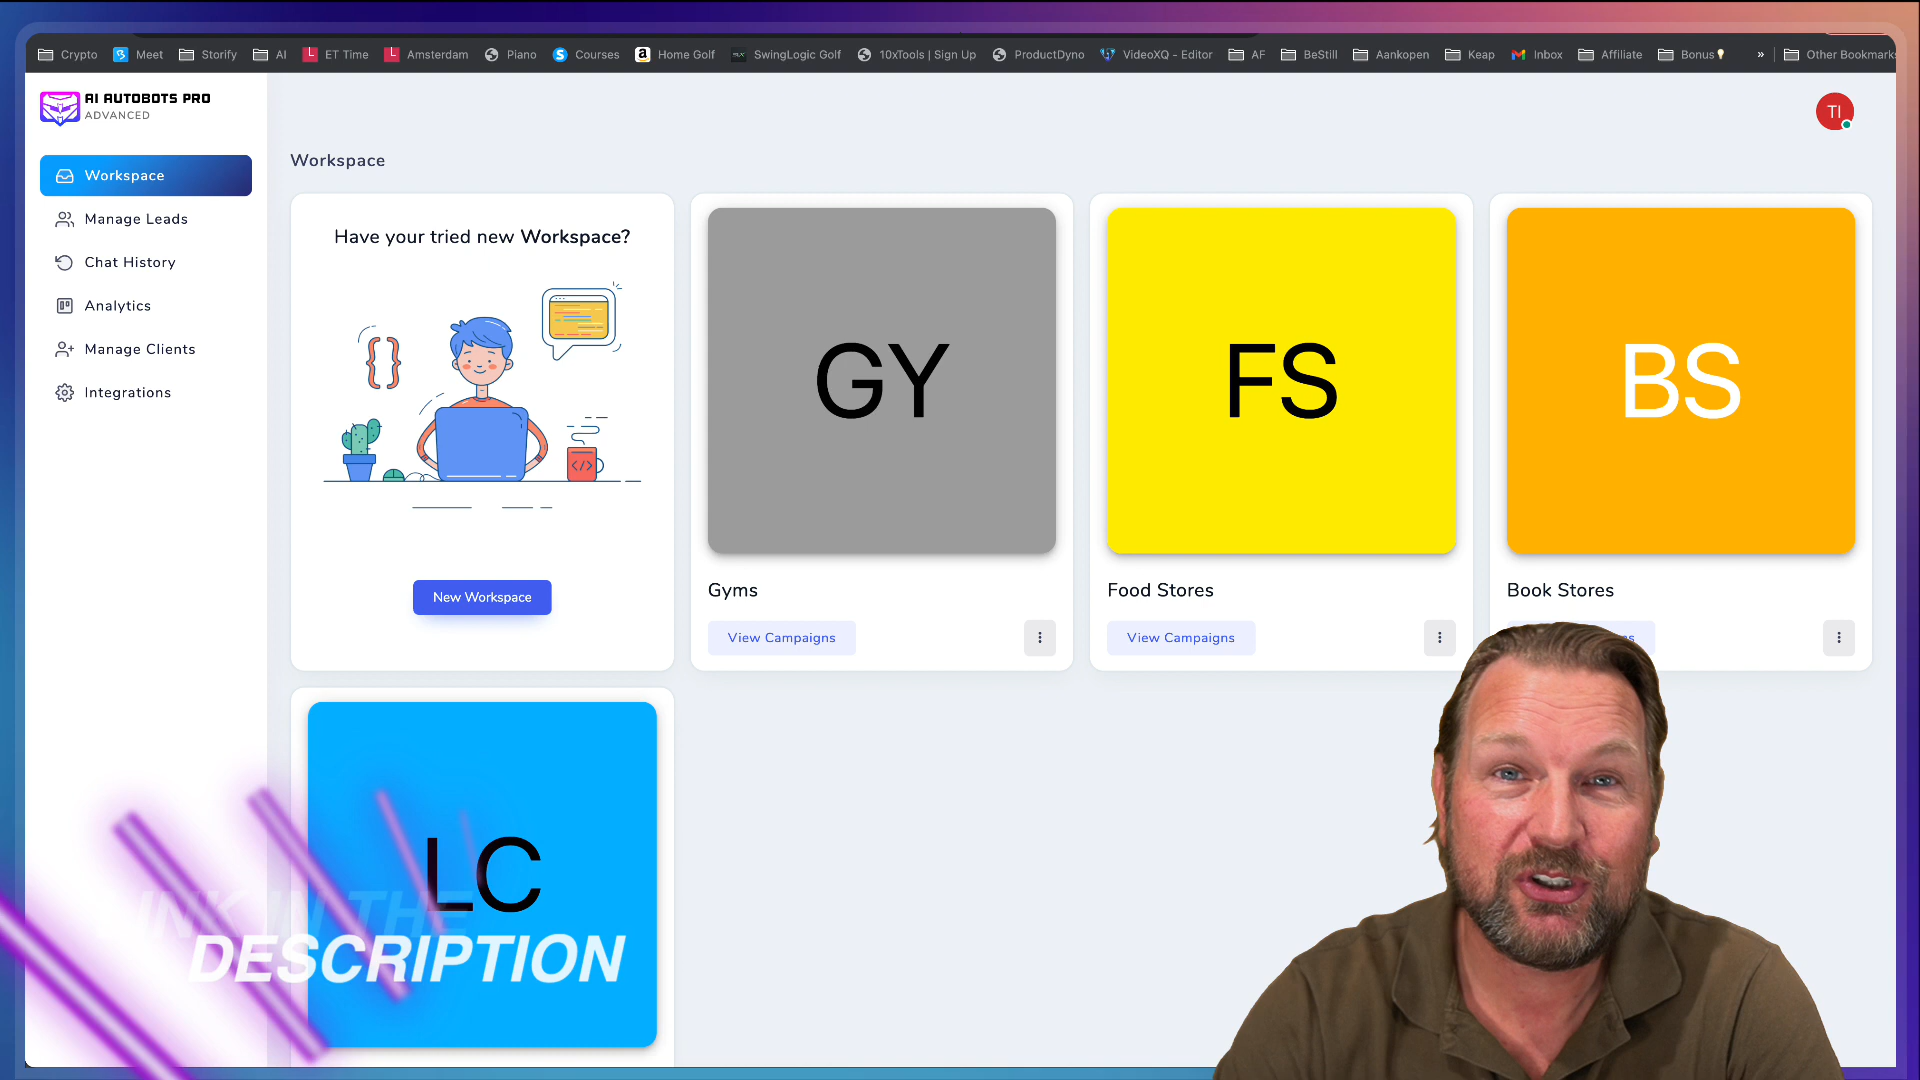 Crypto Meet Storify AI ET Time Amsterdam Piano Courses Home Golf SwingLogic Golf 10xTools | Sign Up ProductDyno VideoXQ - Editor AF BeStill Aankopen Keap Inbox Affiliate Bonus » Other Bookmarks
AI AUTOBOTS PRO
ADVANCED
TI
Workspace
Manage Leads
Chat History
Analytics
Manage Clients
Integrations
Workspace
Have your tried new Workspace?
New Workspace
GY
Gyms
View Campaigns
FS
Food Stores
View Campaigns
BS
Book Stores
LC
LINK IN THE
DESCRIPTION